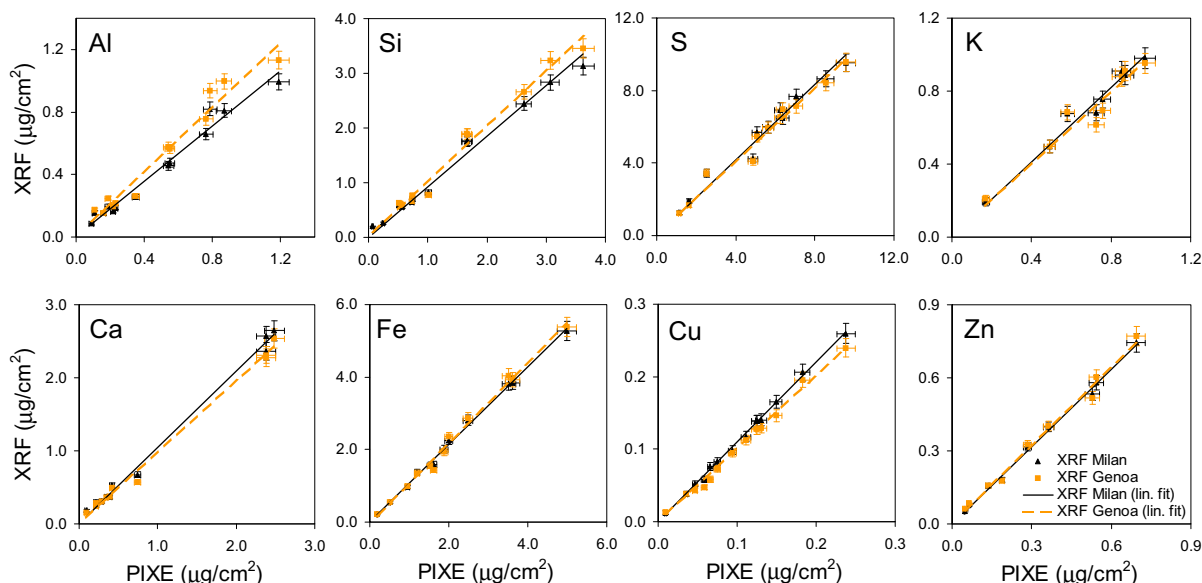 Al
Si
S
K
XRF (µg/cm²)
1.2
0.8
0.4
0.0
0.0 0.4 0.8 1.2
4.0
3.0
2.0
1.0
0.0
0.0 1.0 2.0 3.0 4.0
12.0
8.0
4.0
0.0
0.0 4.0 8.0 12.0
1.2
0.8
0.4
0.0
0.0 0.4 0.8 1.2
Ca
Fe
Cu
Zn
XRF (µg/cm²)
3.0
2.0
1.0
0.0
0.0 1.0 2.0 3.0
6.0
4.0
2.0
0.0
0.0 2.0 4.0 6.0
0.3
0.2
0.1
0.0
0.0 0.1 0.2 0.3
0.9
0.6
0.3
0.0
0.0 0.3 0.6 0.9
XRF Milan
XRF Genoa
XRF Milan (lin. fit)
XRF Genoa (lin. fit)
PIXE (µg/cm²)
PIXE (µg/cm²)
PIXE (µg/cm²)
PIXE (µg/cm²)